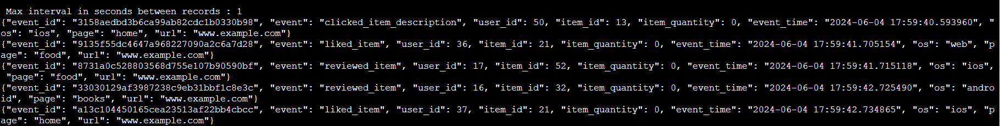 Max interval in seconds between records : 1
{"event_id": "3158aedbd3b6ca99ab82cdc1b0330b98", "event": "clicked_item_description", "user_id": 50, "item_id": 13, "item_quantity": 0, "event_time": "2024-06-04 17:59:40.593960", "
os": "ios", "page": "home", "url": "www.example.com"}
{"event_id": "9135f55dc4647a968227090a2c6a7d28", "event": "liked_item", "user_id": 36, "item_id": 21, "item_quantity": 0, "event_time": "2024-06-04 17:59:41.705154", "os": "web", "p
age": "food", "url": "www.example.com"}
{"event_id": "8731a0c528803568d755e107b90590bf", "event": "reviewed_item", "user_id": 17, "item_id": 52, "item_quantity": 0, "event_time": "2024-06-04 17:59:41.715118", "os": "ios",
 "page": "food", "url": "www.example.com"}
{"event_id": "33030129af3987238c9eb31bbf1c8e3c", "event": "reviewed_item", "user_id": 16, "item_id": 32, "item_quantity": 0, "event_time": "2024-06-04 17:59:42.725490", "os": "andro
id", "page": "books", "url": "www.example.com"}
{"event_id": "a13c104450165cea23513af22bb4cbcc", "event": "liked_item", "user_id": 37, "item_id": 21, "item_quantity": 0, "event_time": "2024-06-04 17:59:42.734865", "os": "ios", "p
age": "home", "url": "www.example.com"}